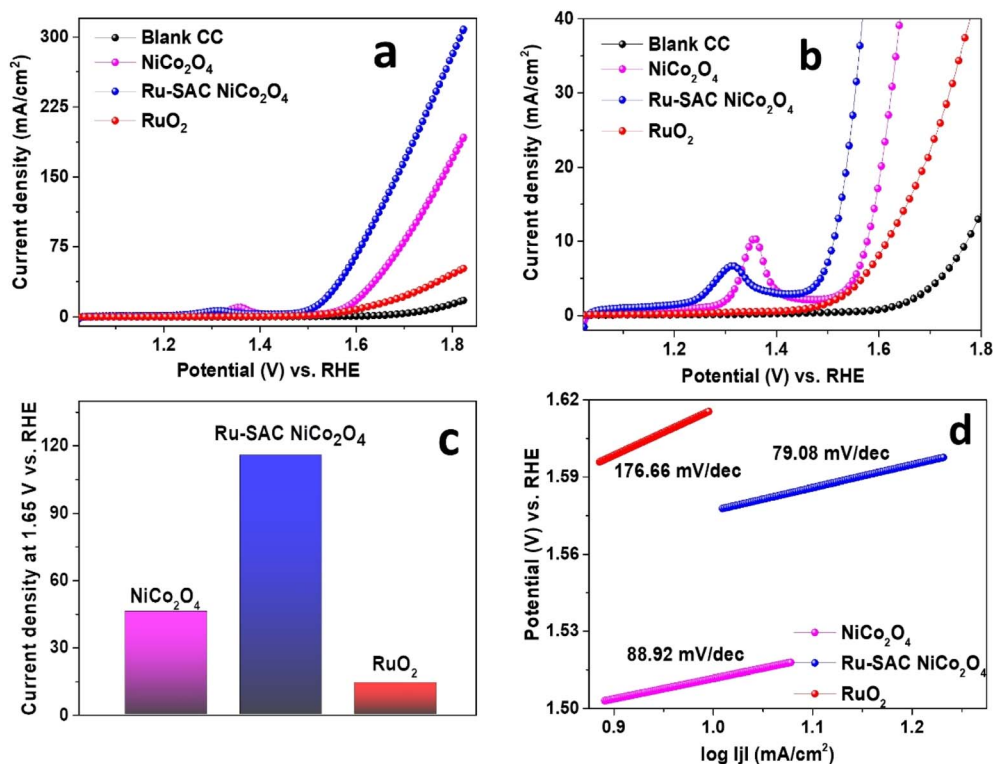 a
Current density (mA/cm²)
300
225
150
75
0
Blank CC
NiCo₂O₄
Ru-SAC NiCo₂O₄
RuO₂
1.2 1.4 1.6 1.8
Potential (V) vs. RHE
b
Current density (mA/cm²)
40
30
20
10
0
Blank CC
NiCo₂O₄
Ru-SAC NiCo₂O₄
RuO₂
1.2 1.4 1.6 1.8
Potential (V) vs. RHE
c
Current density at 1.65 V vs. RHE
120
90
60
30
0
NiCo₂O₄
Ru-SAC NiCo₂O₄
RuO₂
d
Potential (V) vs. RHE
1.62
1.59
1.56
1.53
1.50
176.66 mV/dec
79.08 mV/dec
88.92 mV/dec
NiCo₂O₄
Ru-SAC NiCo₂O₄
RuO₂
0.9 1.0 1.1 1.2
log IjI (mA/cm²)